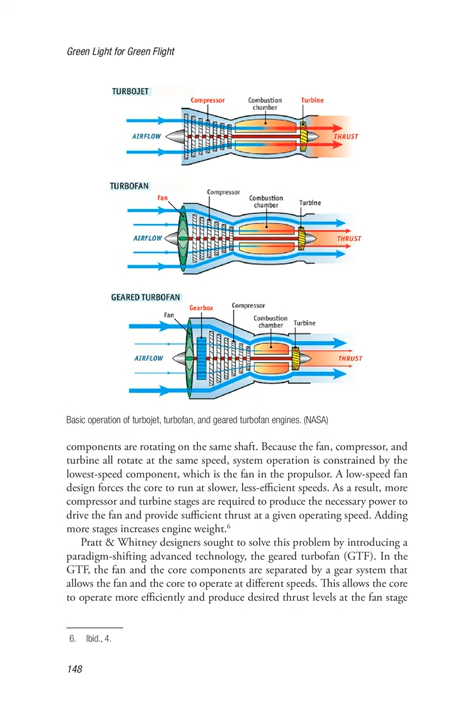 Green Light for Green Flight
TURBOJET
Compressor
Combustion
chamber
Turbine
AIRFLOW
THRUST
TURBOFAN
Fan
Compressor
Combustion
chamber
Turbine
AIRFLOW
THRUST
GEARED TURBOFAN
Fan
Gearbox
Compressor
Combustion
chamber
Turbine
AIRFLOW
THRUST
Basic operation of turbojet, turbofan, and geared turbofan engines. (NASA)
components are rotating on the same shaft. Because the fan, compressor, and
turbine all rotate at the same speed, system operation is constrained by the
lowest-speed component, which is the fan in the propulsor. A low-speed fan
design forces the core to run at slower, less-efficient speeds. As a result, more
compressor and turbine stages are required to produce the necessary power to
drive the fan and provide sufficient thrust at a given operating speed. Adding
more stages increases engine weight.6
Pratt & Whitney designers sought to solve this problem by introducing a
paradigm-shifting advanced technology, the geared turbofan (GTF). In the
GTF, the fan and the core components are separated by a gear system that
allows the fan and the core to operate at different speeds. This allows the core
to operate more efficiently and produce desired thrust levels at the fan stage
6. Ibid., 4.
148